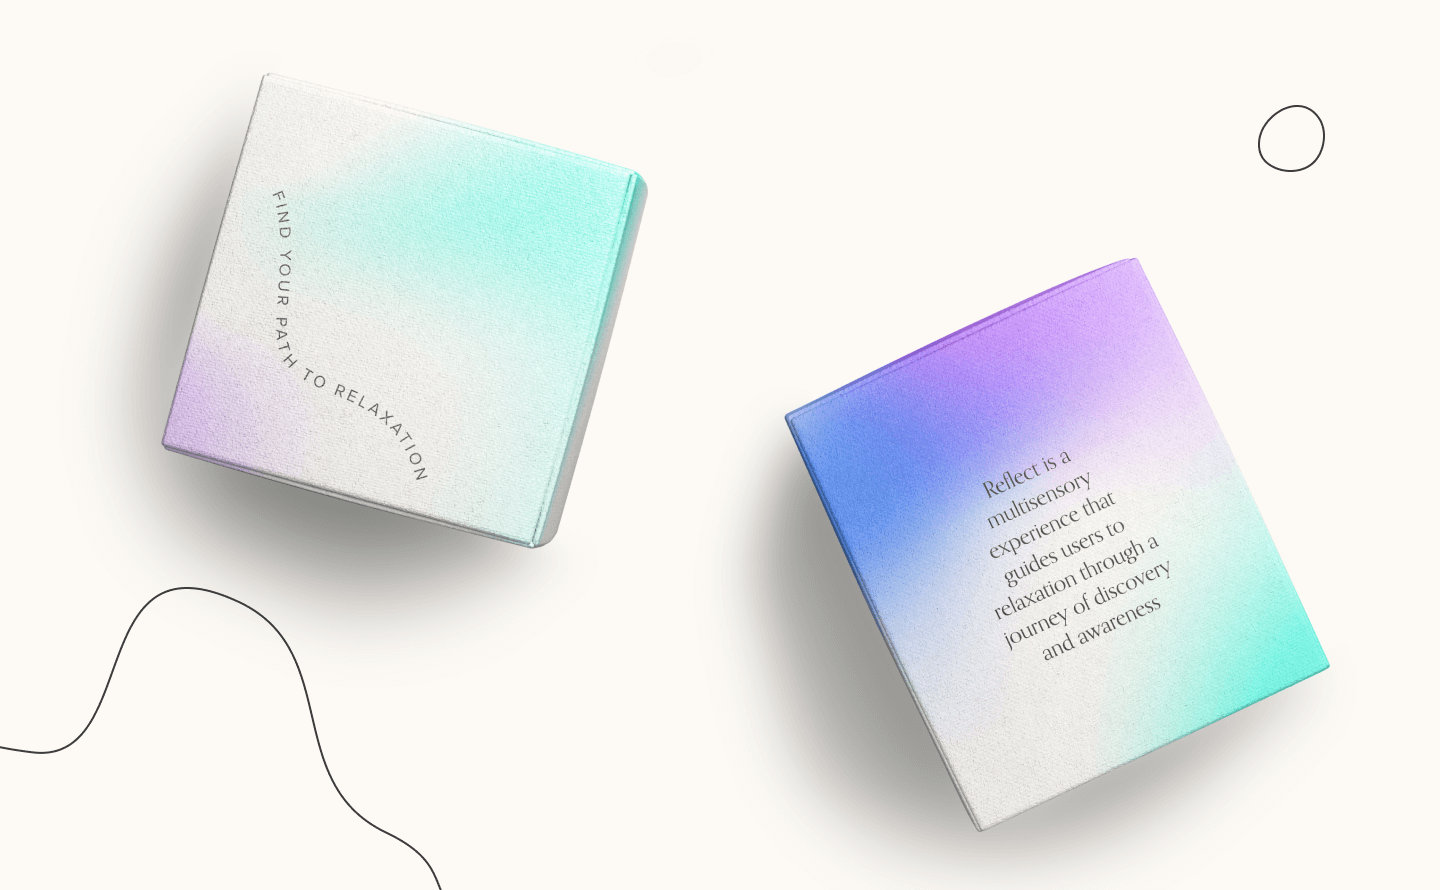 FIND YOUR PATH TO RELAXATION
Reflect is a
multisensory
experience that
guides users to
relaxation through a
journey of discovery
and awareness